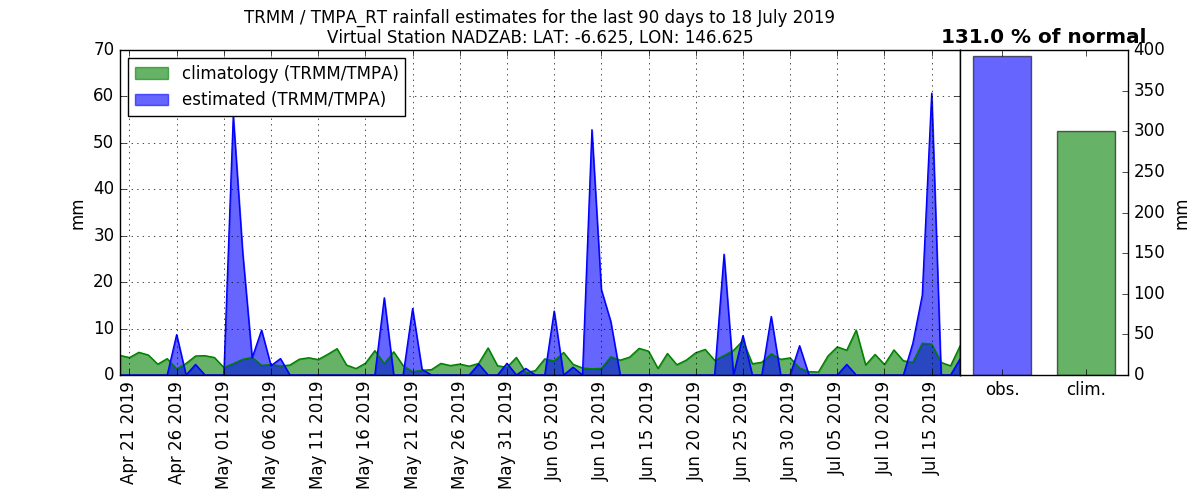 TRMM / TMPA_RT rainfall estimates for the last 90 days to 18 July 2019
Virtual Station NADZAB: LAT: -6.625, LON: 146.625
131.0 % of normal
climatology (TRMM/TMPA)
estimated (TRMM/TMPA)
70
60
50
40
30
20
10
0
mm
400
350
300
250
200
150
100
50
0
mm
Apr 21 2019
Apr 26 2019
May 01 2019
May 06 2019
May 11 2019
May 16 2019
May 21 2019
May 26 2019
May 31 2019
Jun 05 2019
Jun 10 2019
Jun 15 2019
Jun 20 2019
Jun 25 2019
Jun 30 2019
Jul 05 2019
Jul 10 2019
Jul 15 2019
obs.
clim.